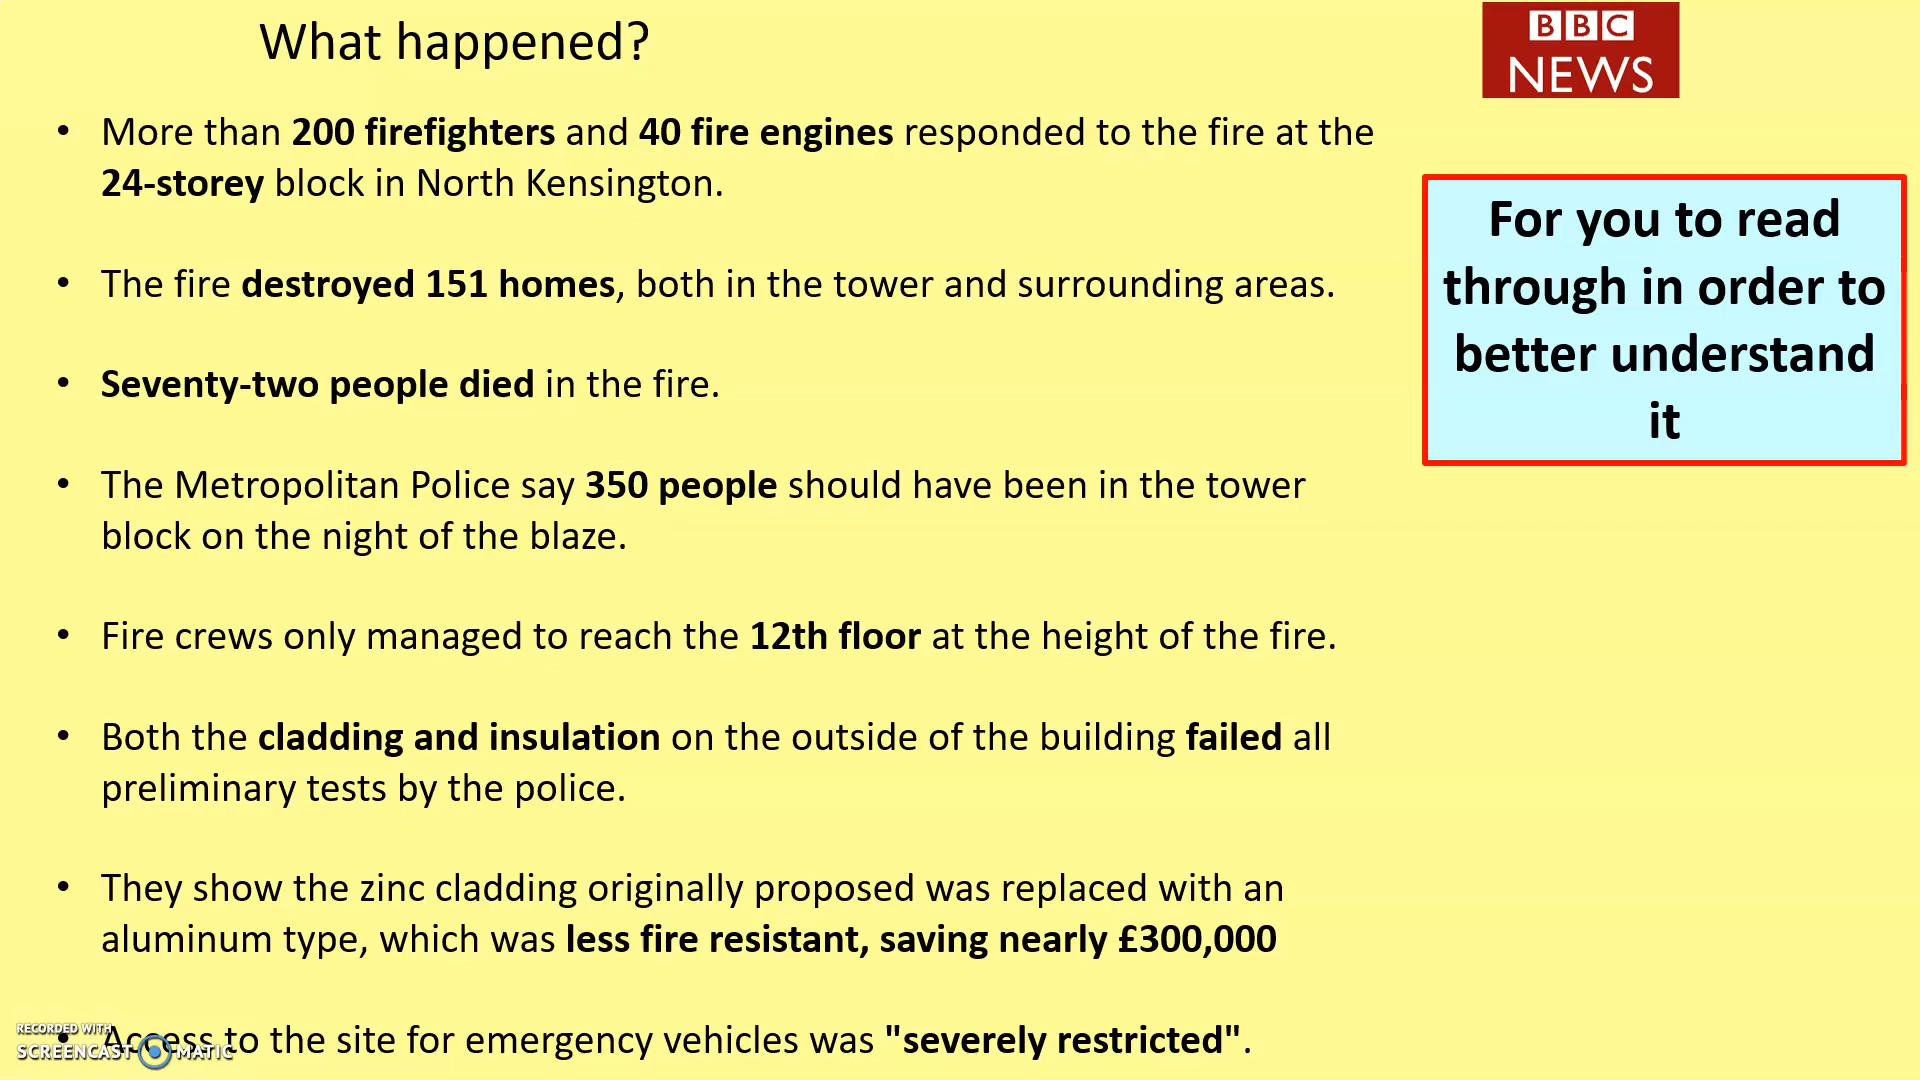 What happened?
BBC
NEWS
• More than 200 firefighters and 40 fire engines responded to the fire at the
24-storey block in North Kensington.
• The fire destroyed 151 homes, both in the tower and surrounding areas.
• Seventy-two people died in the fire.
• The Metropolitan Police say 350 people should have been in the tower
block on the night of the blaze.
• Fire crews only managed to reach the 12th floor at the height of the fire.
• Both the cladding and insulation on the outside of the building failed all
preliminary tests by the police.
• They show the zinc cladding originally proposed was replaced with an
aluminum type, which was less fire resistant, saving nearly £300,000
• Access to the site for emergency vehicles was "severely restricted".
For you to read
through in order to
better understand
it
RECORDED WITH
SCREENCAST MATIC